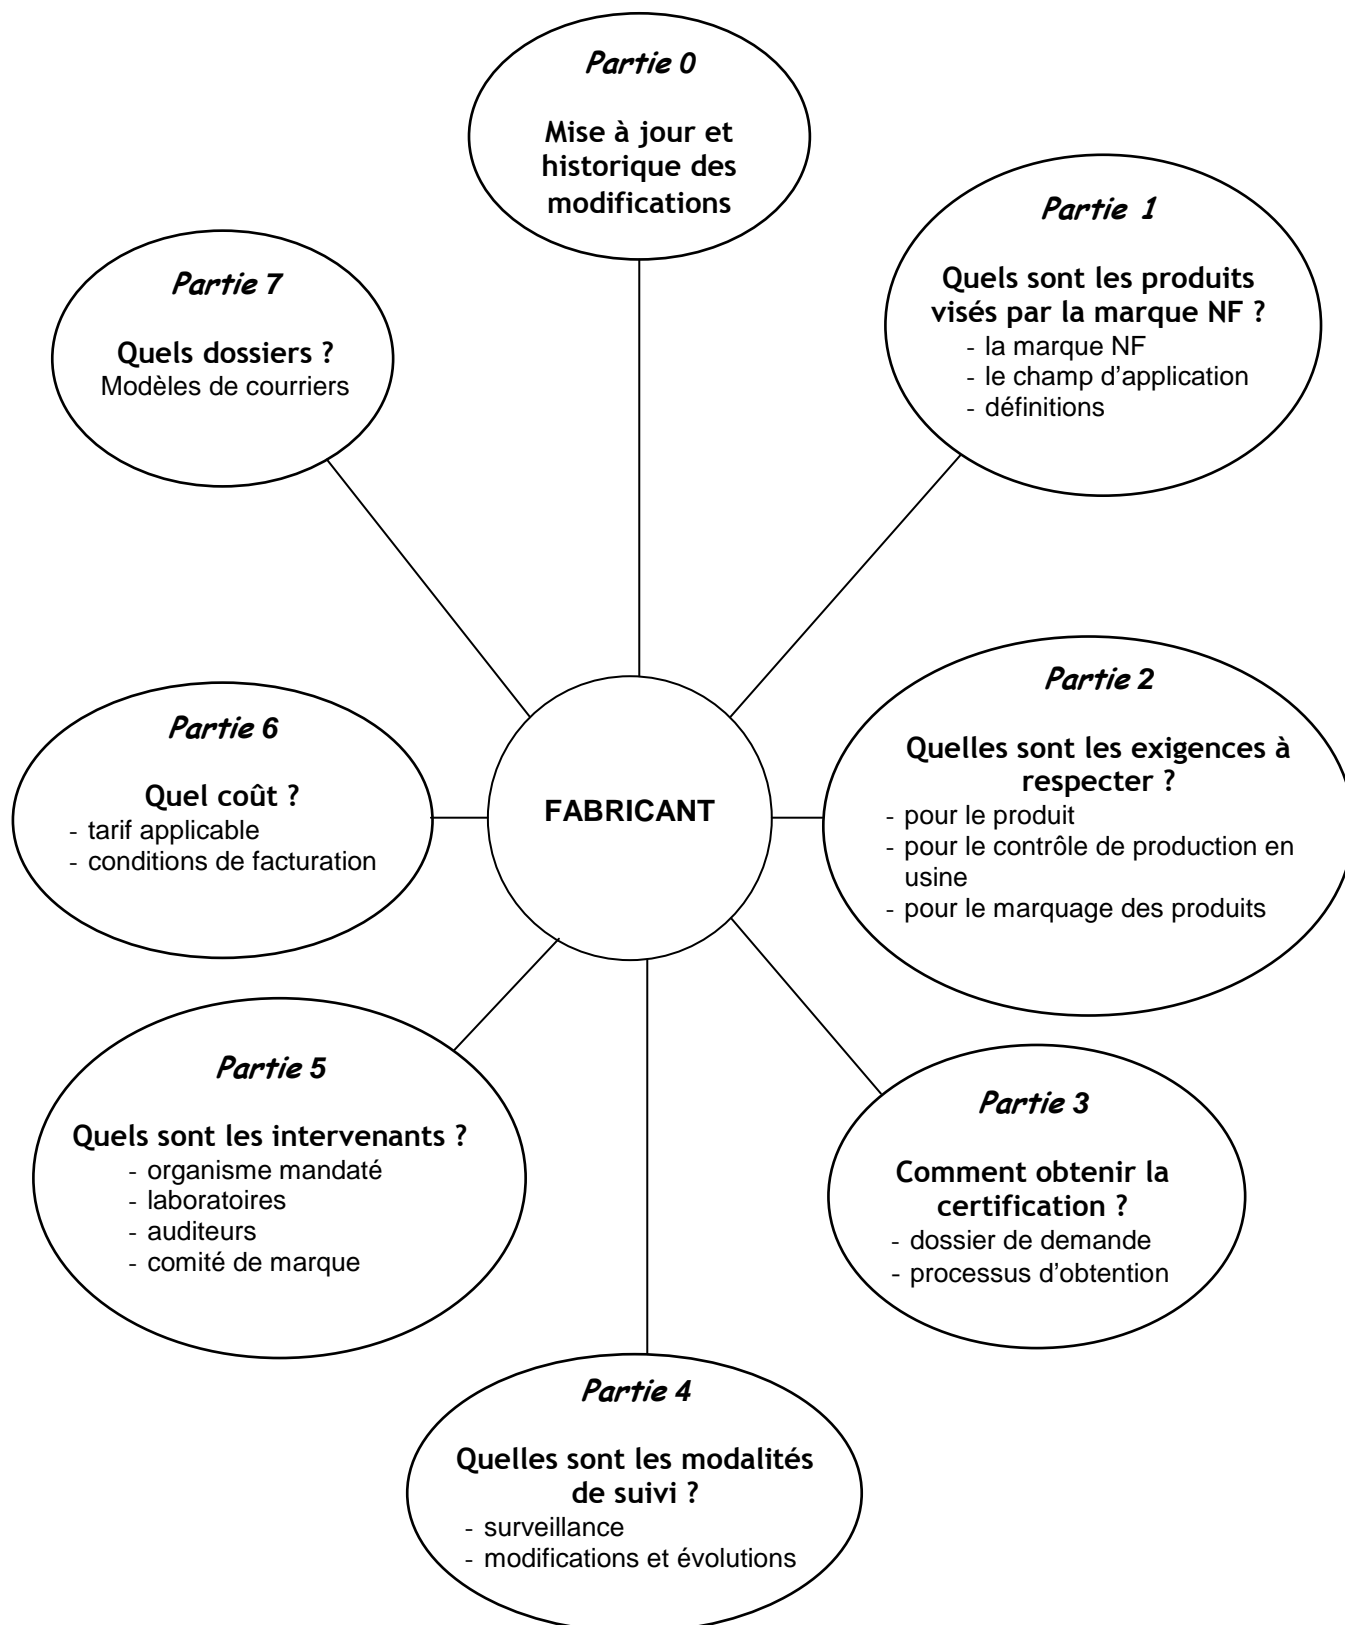 Partie 0
Mise à jour et
historique des
modifications
Partie 1
Quels sont les produits
visés par la marque NF ?
- la marque NF
- le champ d’application
- définitions
Partie 7
Quels dossiers ?
Modèles de courriers
Partie 2
Quelles sont les exigences à
respecter ?
- pour le produit
- pour le contrôle de production en
usine
- pour le marquage des produits
Partie 6
Quel coût ?
- tarif applicable
- conditions de facturation
FABRICANT
Partie 5
Quels sont les intervenants ?
- organisme mandaté
- laboratoires
- auditeurs
- comité de marque
Partie 3
Comment obtenir la
certification ?
- dossier de demande
- processus d’obtention
Partie 4
Quelles sont les modalités
de suivi ?
- surveillance
- modifications et évolutions